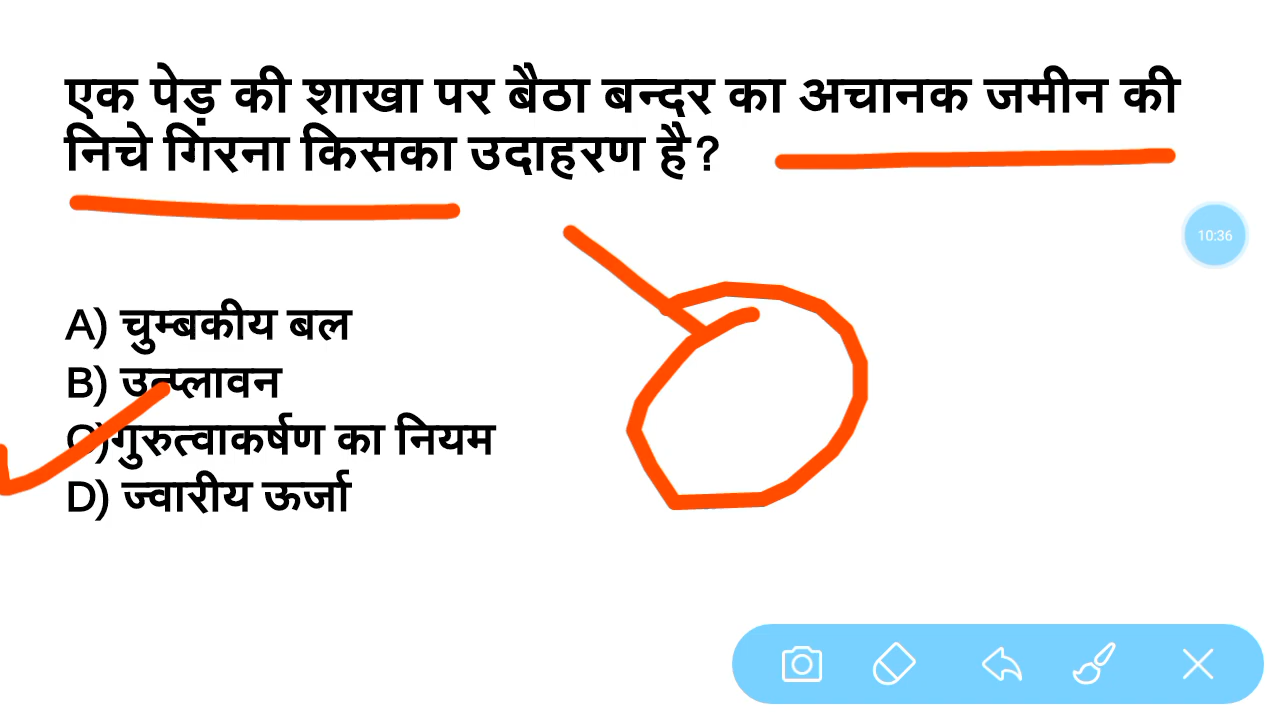 एक पेड़ की शाखा पर बैठा बन्दर का अचानक जमीन की
निचे गिरना किसका उदाहरण है?
10:36
A) चुम्बकीय बल
B) उत्प्लावन
C)गुरुत्वाकर्षण का नियम
D) ज्वारीय ऊर्जा